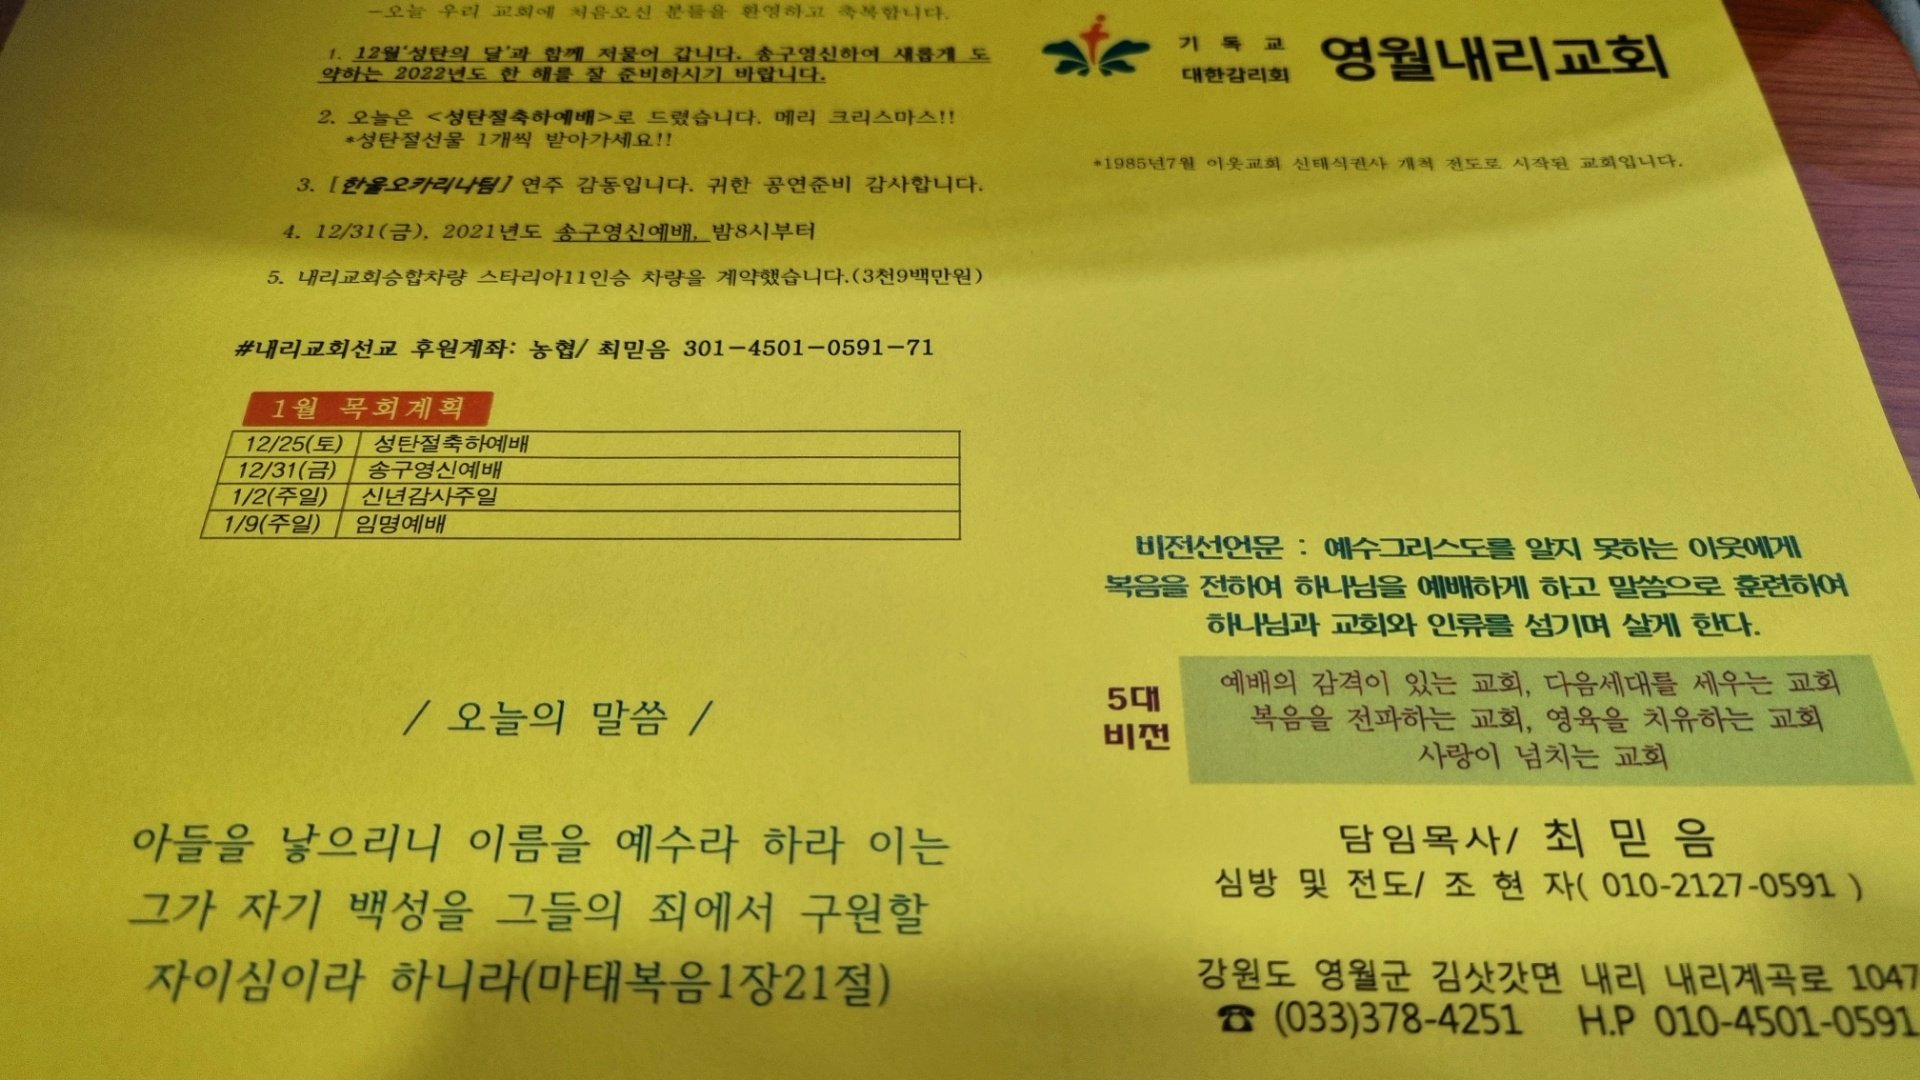 -오늘 우리 교회에 처음오신 분들을 환영하고 축복합니다.
1. 12월‘성탄의 달’과 함께 저물어 갑니다. 송구영신하여 새롭게 도
약하는 2022년도 한 해를 잘 준비하시기 바랍니다.
2. 오늘은 <성탄절축하예배>로 드렸습니다. 메리 크리스마스!!
*성탄절선물 1개씩 받아가세요!!
3. [한울오카리나팀] 연주 감동입니다. 귀한 공연준비 감사합니다.
4. 12/31(금), 2021년도 송구영신예배, 밤8시부터
5. 내리교회승합차량 스타리아11인승 차량을 계약했습니다.(3천9백만원)
#내리교회선교 후원계좌: 농협/ 최믿음 301-4501-0591-71
1월 목회계획
12/25(토) 성탄절축하예배
12/31(금) 송구영신예배
1/2(주일) 신년감사주일
1/9(주일) 임명예배
/ 오늘의 말씀 /
아들을 낳으리니 이름을 예수라 하라 이는
그가 자기 백성을 그들의 죄에서 구원할
자이심이라 하니라(마태복음1장21절)
기 독 교
대한감리회
영월내리교회
*1985년7월 이웃교회 신태식권사 개척 전도로 시작된 교회입니다.
비전선언문 : 예수그리스도를 알지 못하는 이웃에게
복음을 전하여 하나님을 예배하게 하고 말씀으로 훈련하여
하나님과 교회와 인류를 섬기며 살게 한다.
5대
비전
예배의 감격이 있는 교회, 다음세대를 세우는 교회
복음을 전파하는 교회, 영육을 치유하는 교회
사랑이 넘치는 교회
담임목사/ 최 믿 음
심방 및 전도/ 조 현 자( 010-2127-0591 )
강원도 영월군 김삿갓면 내리 내리계곡로 1047
☎ (033)378-4251 H.P 010-4501-0591